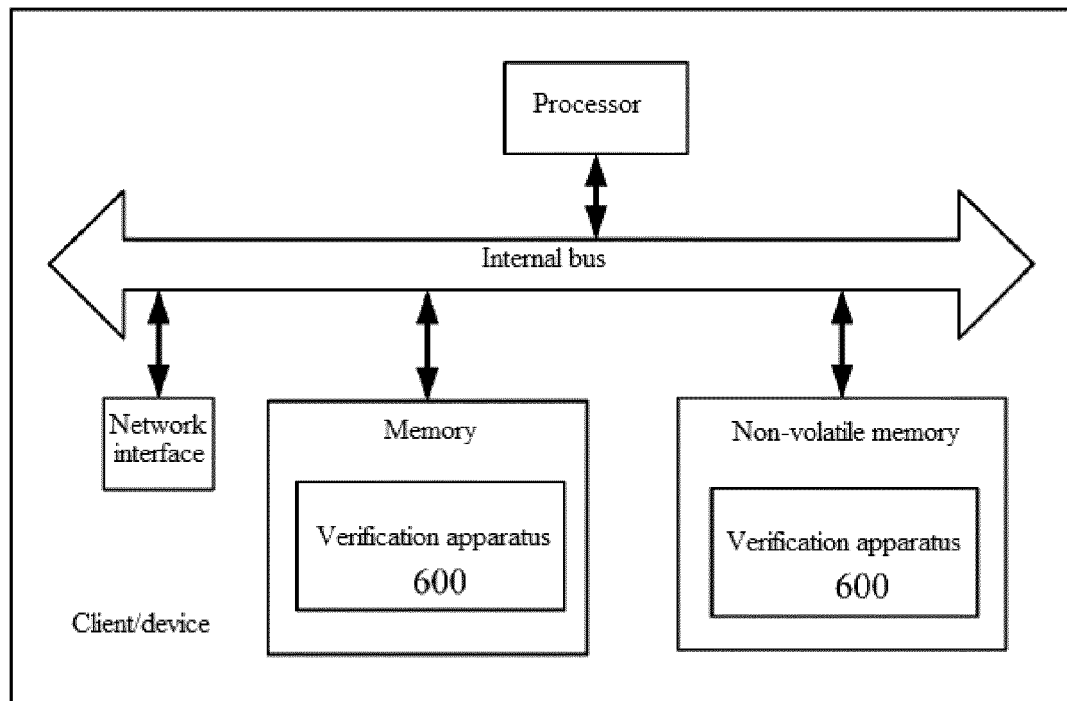 Processor
Internal bus
Network
interface
Memory
Non-volatile memory
Verification apparatus
600
Verification apparatus
600
Client/device